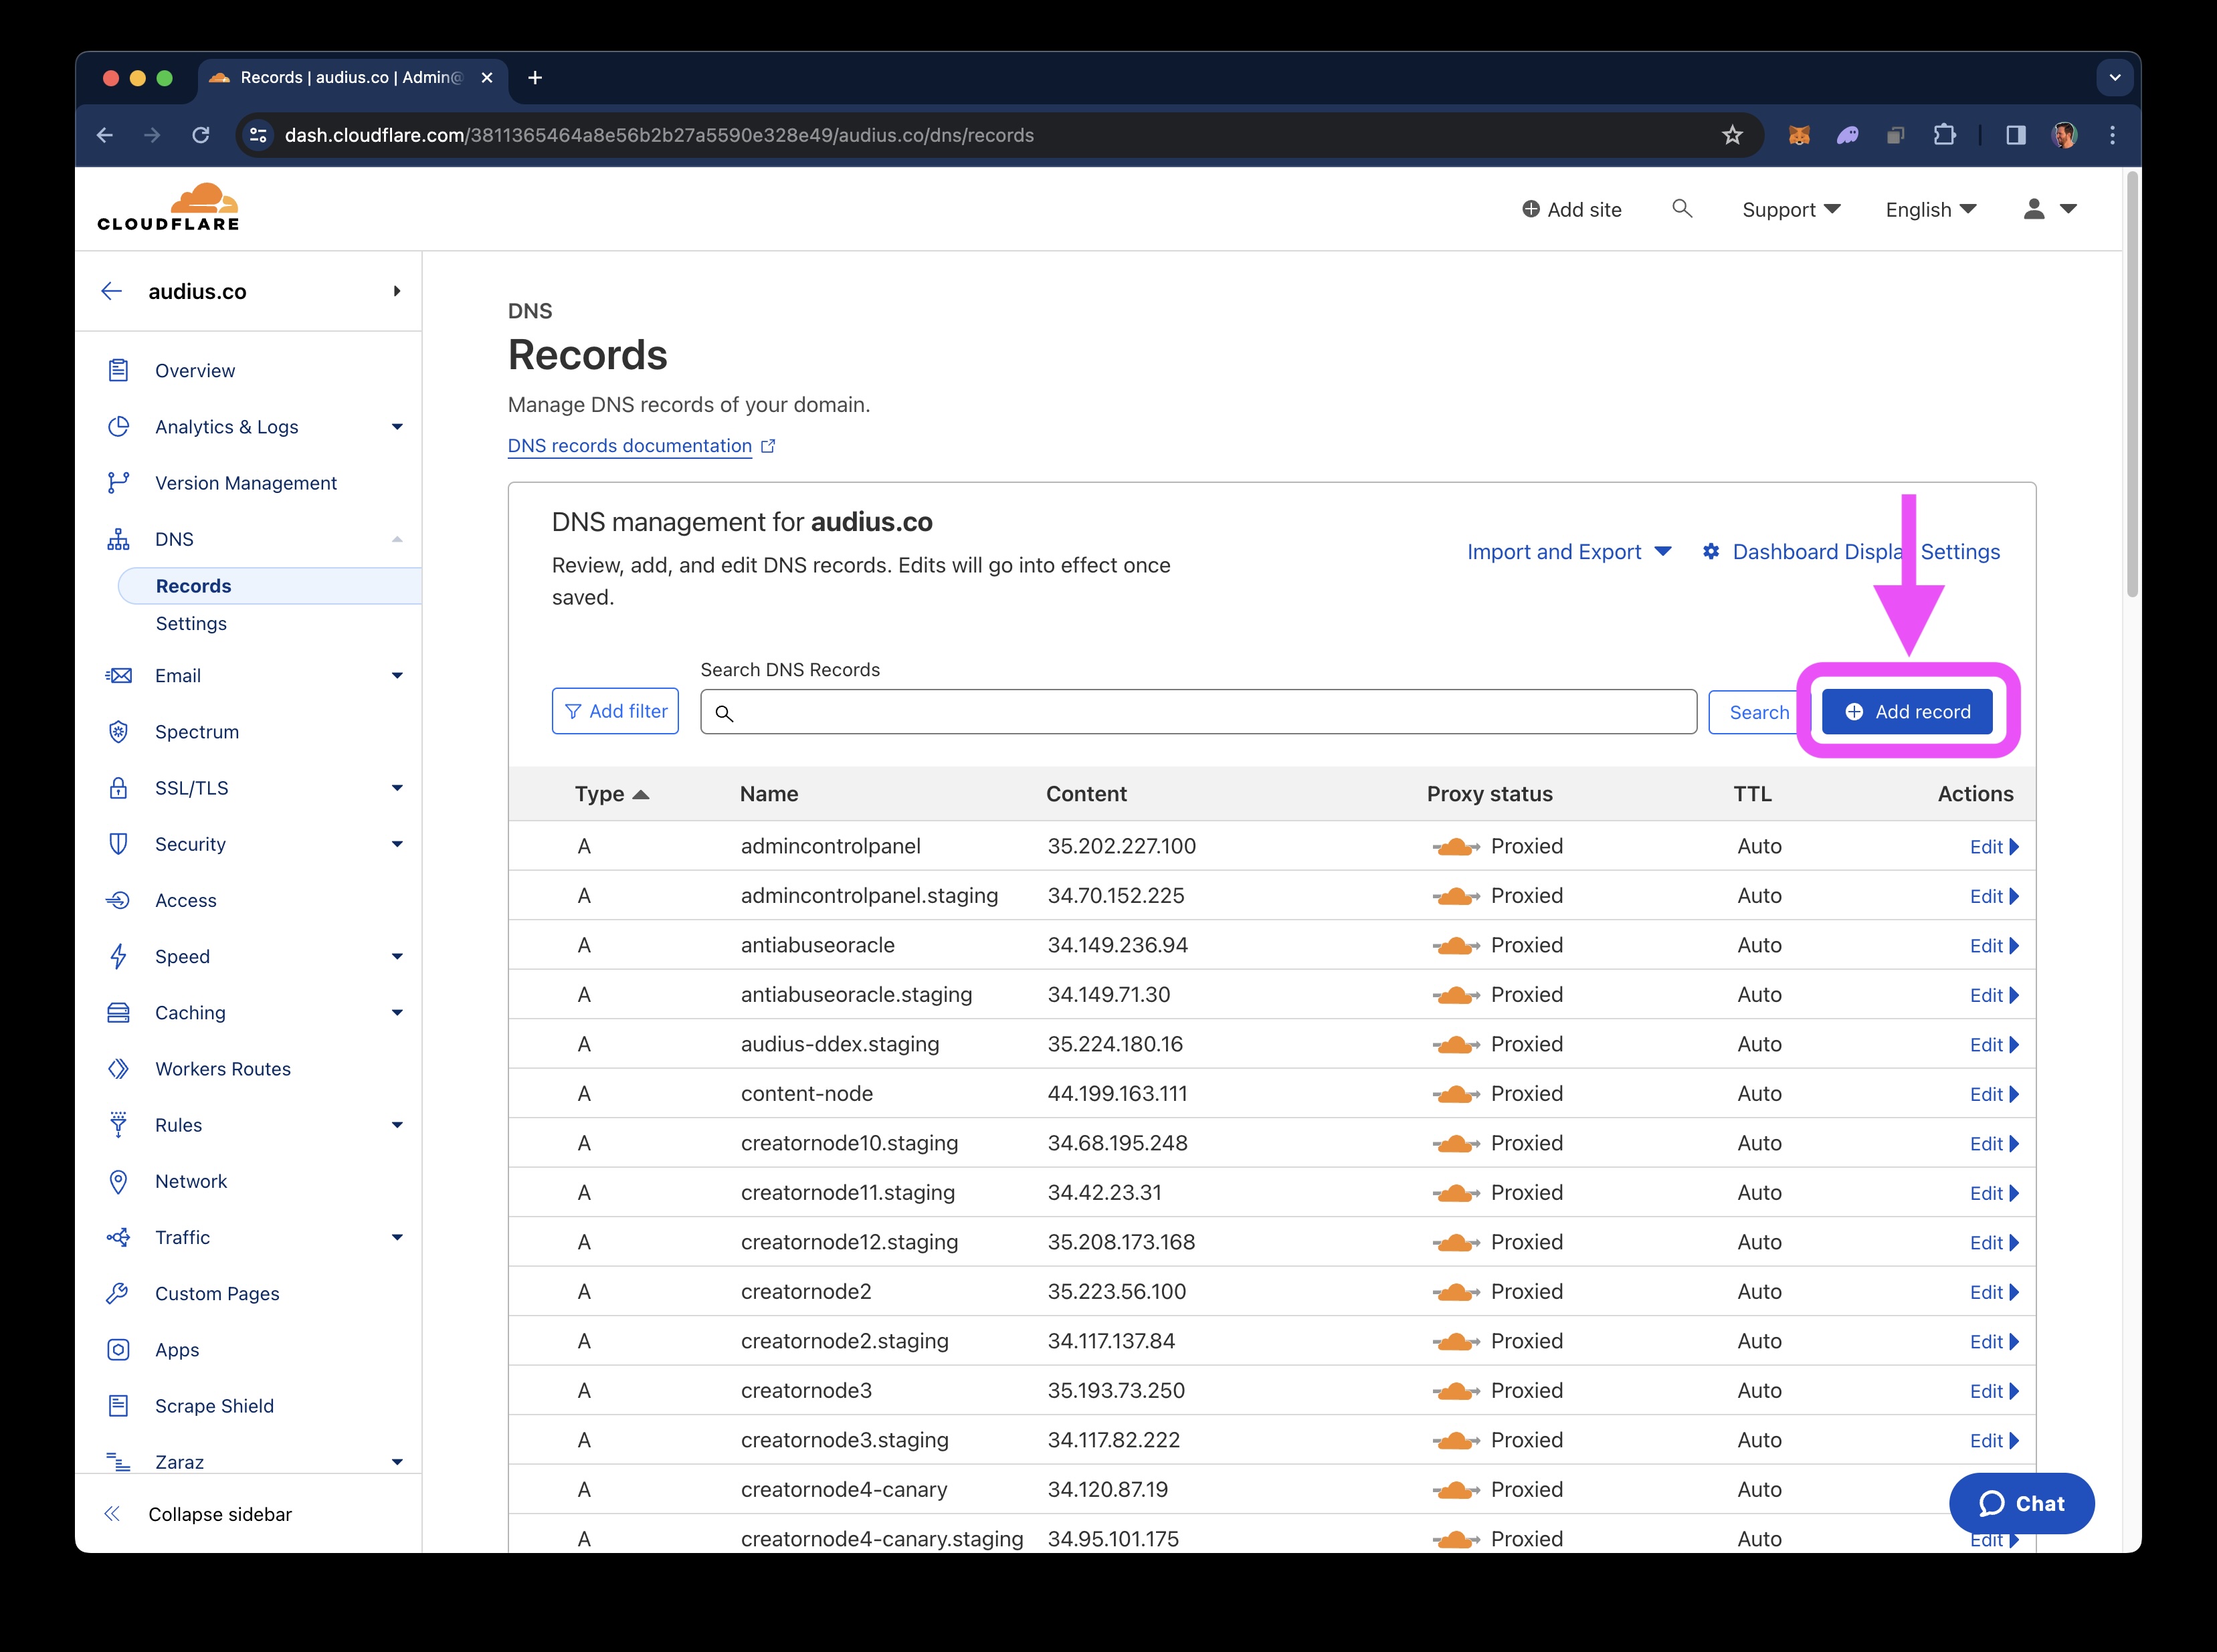 Records | audius.co | Admin@
dash.cloudflare.com/3811365464a8e56b2b27a5590e328e49/audius.co/dns/records
CLOUDFLARE
Add site
Support
English
audius.co
Overview
Analytics & Logs
Version Management
DNS
Records
Settings
Email
Spectrum
SSL/TLS
Security
Access
Speed
Caching
Workers Routes
Rules
Network
Traffic
Custom Pages
Apps
Scrape Shield
Zaraz
Collapse sidebar
DNS
Records
Manage DNS records of your domain.
DNS records documentation
DNS management for audius.co
Review, add, and edit DNS records. Edits will go into effect once
saved.
Import and Export
Dashboard Displa Settings
Search DNS Records
Add filter
Search
Add record
Type Name Content Proxy status TTL Actions
A admincontrolpanel 35.202.227.100 Proxied Auto Edit
A admincontrolpanel.staging 34.70.152.225 Proxied Auto Edit
A antiabuseoracle 34.149.236.94 Proxied Auto Edit
A antiabuseoracle.staging 34.149.71.30 Proxied Auto Edit
A audius-ddex.staging 35.224.180.16 Proxied Auto Edit
A content-node 44.199.163.111 Proxied Auto Edit
A creatornode10.staging 34.68.195.248 Proxied Auto Edit
A creatornode11.staging 34.42.23.31 Proxied Auto Edit
A creatornode12.staging 35.208.173.168 Proxied Auto Edit
A creatornode2 35.223.56.100 Proxied Auto Edit
A creatornode2.staging 34.117.137.84 Proxied Auto Edit
A creatornode3 35.193.73.250 Proxied Auto Edit
A creatornode3.staging 34.117.82.222 Proxied Auto Edit
A creatornode4-canary 34.120.87.19 Proxied Auto
A creatornode4-canary.staging 34.95.101.175 Proxied Auto Edit
Chat